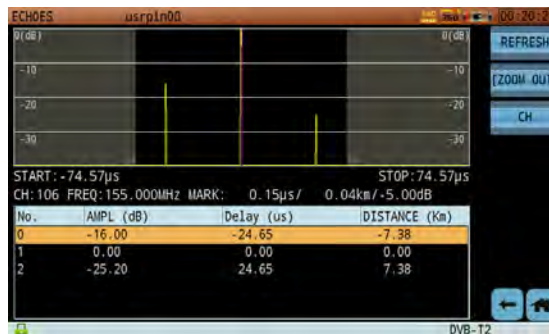 ECHOES usrpln00 00:20:2
0(dB) 0(dB)
REFRESH
-10 -10
[ZOOM OUT
-20 -20
CH
-30 -30
START:-74.57µs STOP:74.57µs
CH:106 FREQ:155.000MHz MARK: 0.15µs/ 0.04km/-5.00dB
No. AMPL (dB) Delay (us) DISTANCE (Km)
0 -16.00 -24.65 -7.38
1 0.00 0.00 0.00
2 -25.20 24.65 7.38
DVB-T2